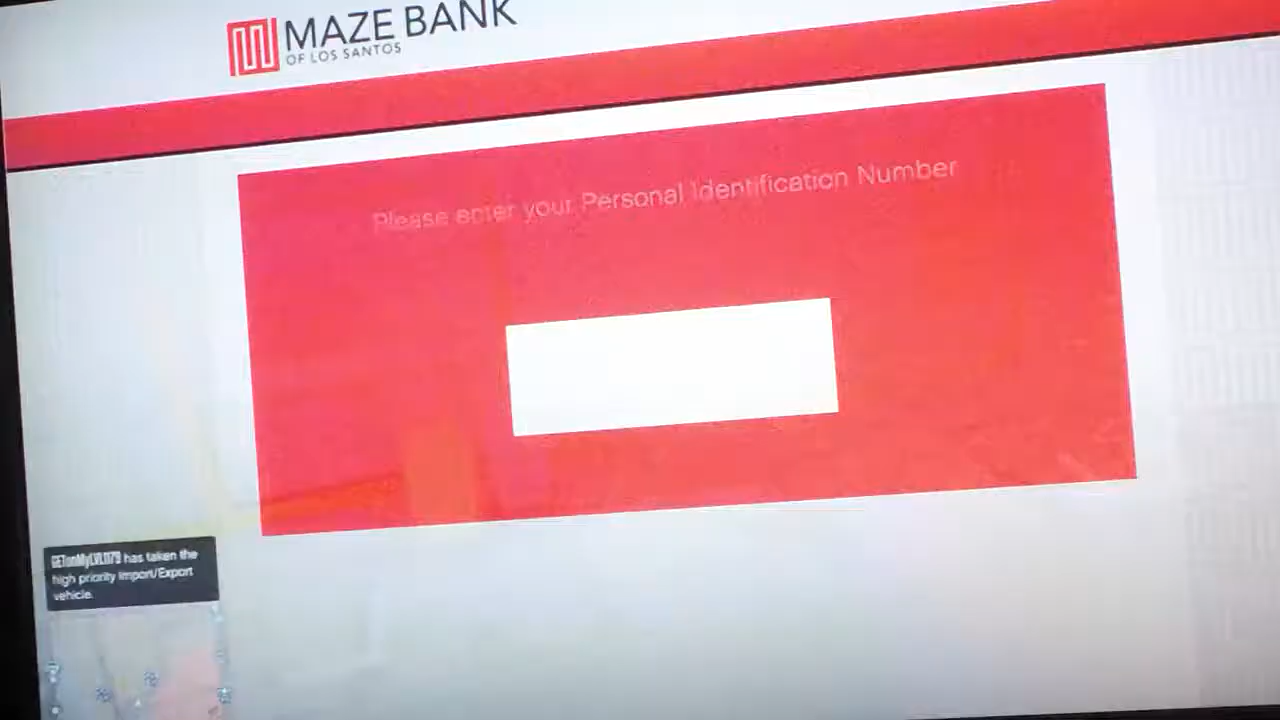 MAZE BANK
OF LOS SANTOS
Please enter your Personal Identification Number
GETonMyLVL1179 has taken the
high priority Import/Export
vehicle.